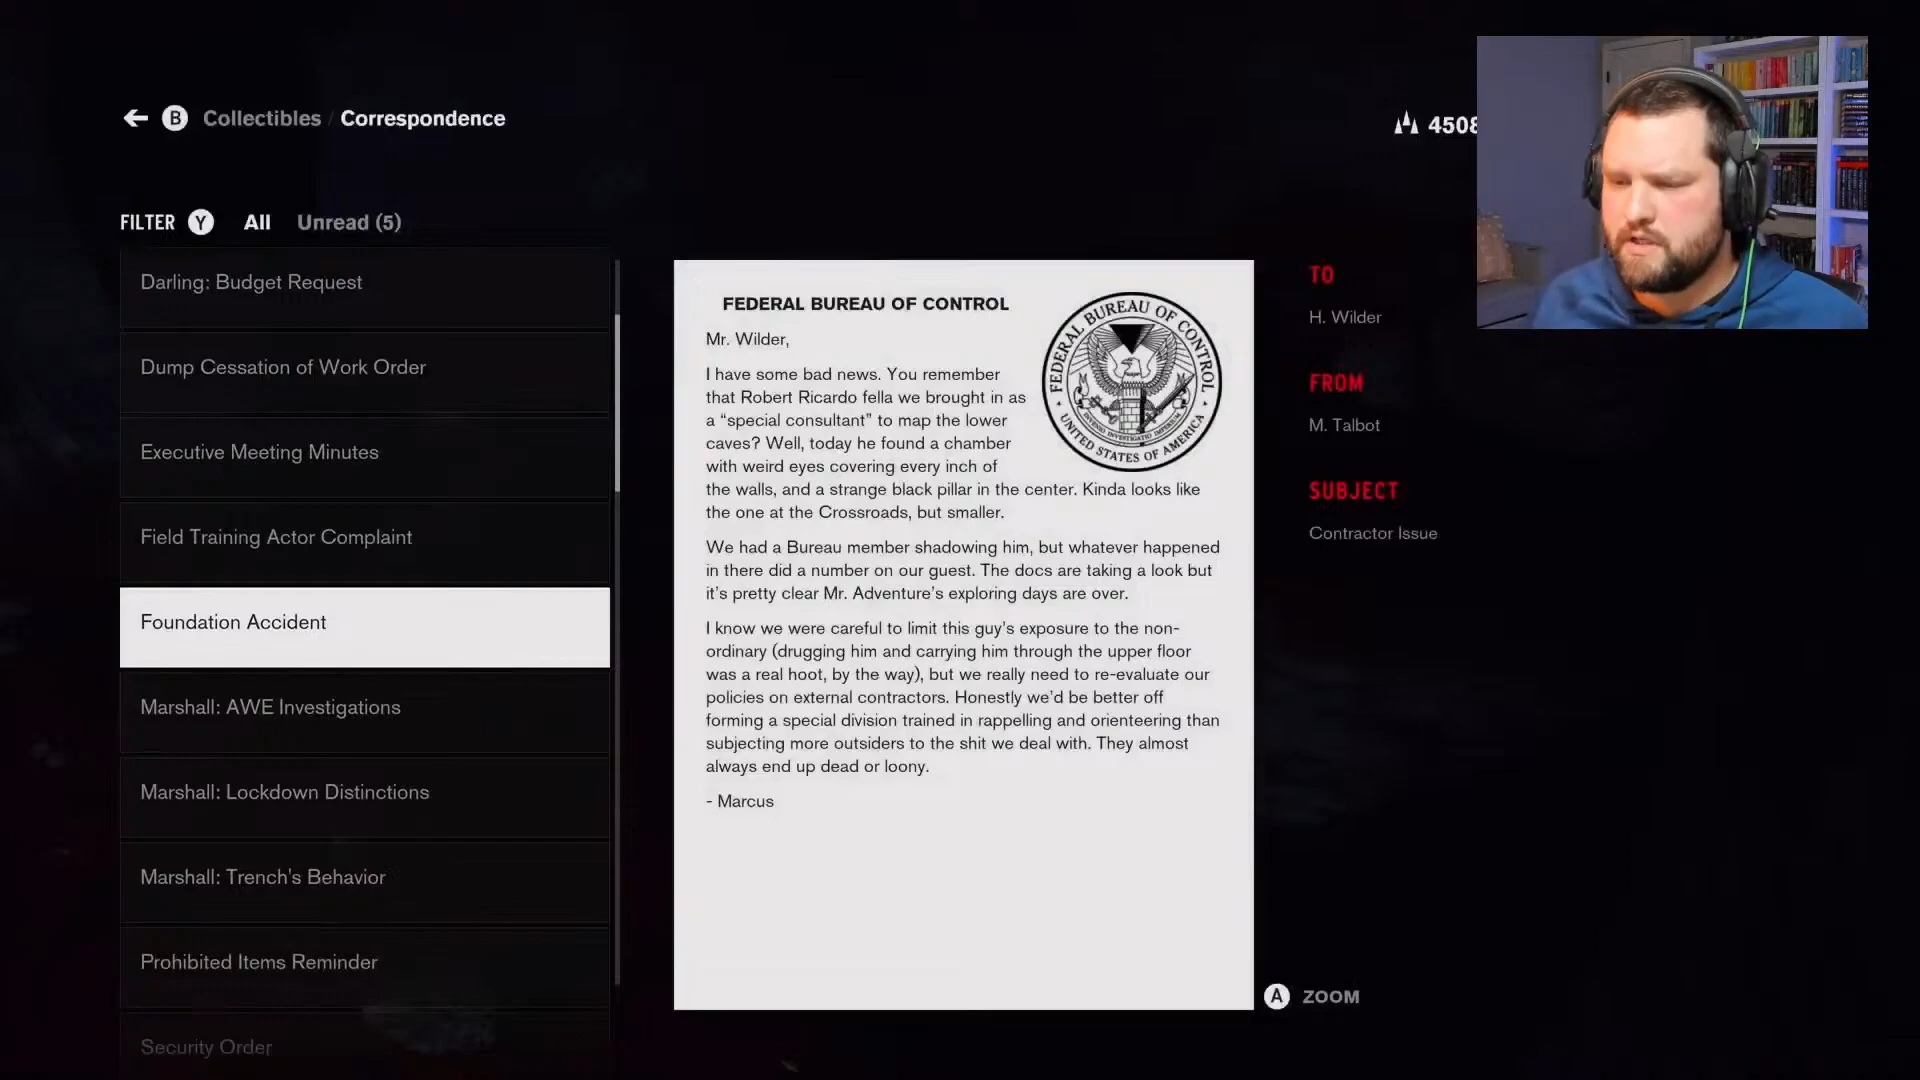 B Collectibles / Correspondence
4508
FILTER Y All Unread (5)
Darling: Budget Request
Dump Cessation of Work Order
Executive Meeting Minutes
Field Training Actor Complaint
Foundation Accident
Marshall: AWE Investigations
Marshall: Lockdown Distinctions
Marshall: Trench's Behavior
Prohibited Items Reminder
Security Order
FEDERAL BUREAU OF CONTROL
Mr. Wilder,
I have some bad news. You remember
that Robert Ricardo fella we brought in as
a “special consultant” to map the lower
caves? Well, today he found a chamber
with weird eyes covering every inch of
the walls, and a strange black pillar in the center. Kinda looks like
the one at the Crossroads, but smaller.
We had a Bureau member shadowing him, but whatever happened
in there did a number on our guest. The docs are taking a look but
it’s pretty clear Mr. Adventure’s exploring days are over.
I know we were careful to limit this guy’s exposure to the non-
ordinary (drugging him and carrying him through the upper floor
was a real hoot, by the way), but we really need to re-evaluate our
policies on external contractors. Honestly we’d be better off
forming a special division trained in rappelling and orienteering than
subjecting more outsiders to the shit we deal with. They almost
always end up dead or loony.
- Marcus
FEDERAL BUREAU OF CONTROL
INVENIO INVESTIGATIO IMPERIUM
UNITED STATES OF AMERICA
TO
H. Wilder
FROM
M. Talbot
SUBJECT
Contractor Issue
A ZOOM